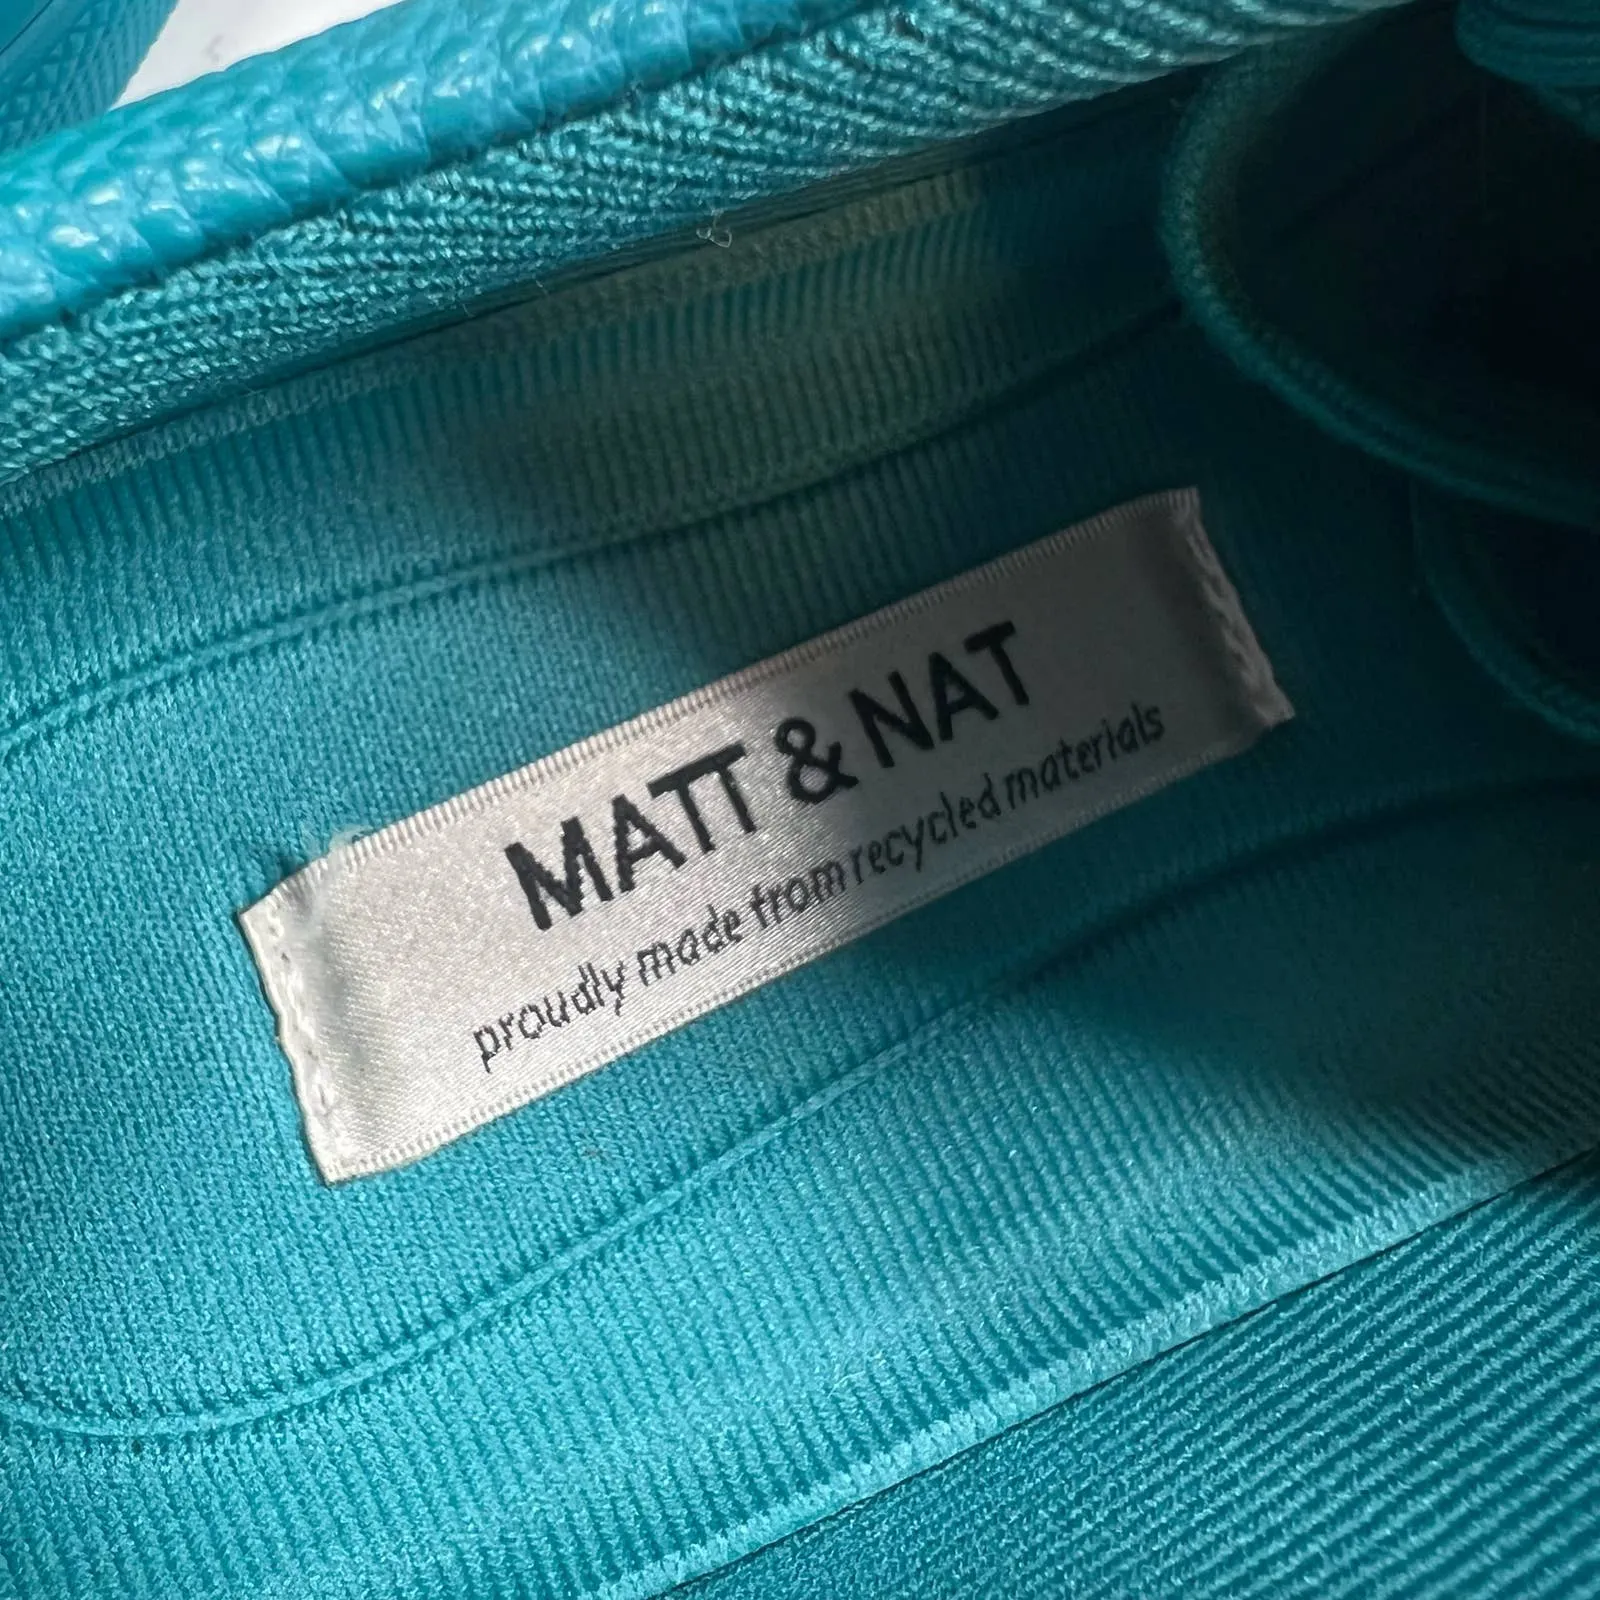 MATT & NAT
proudly made from recycled materials